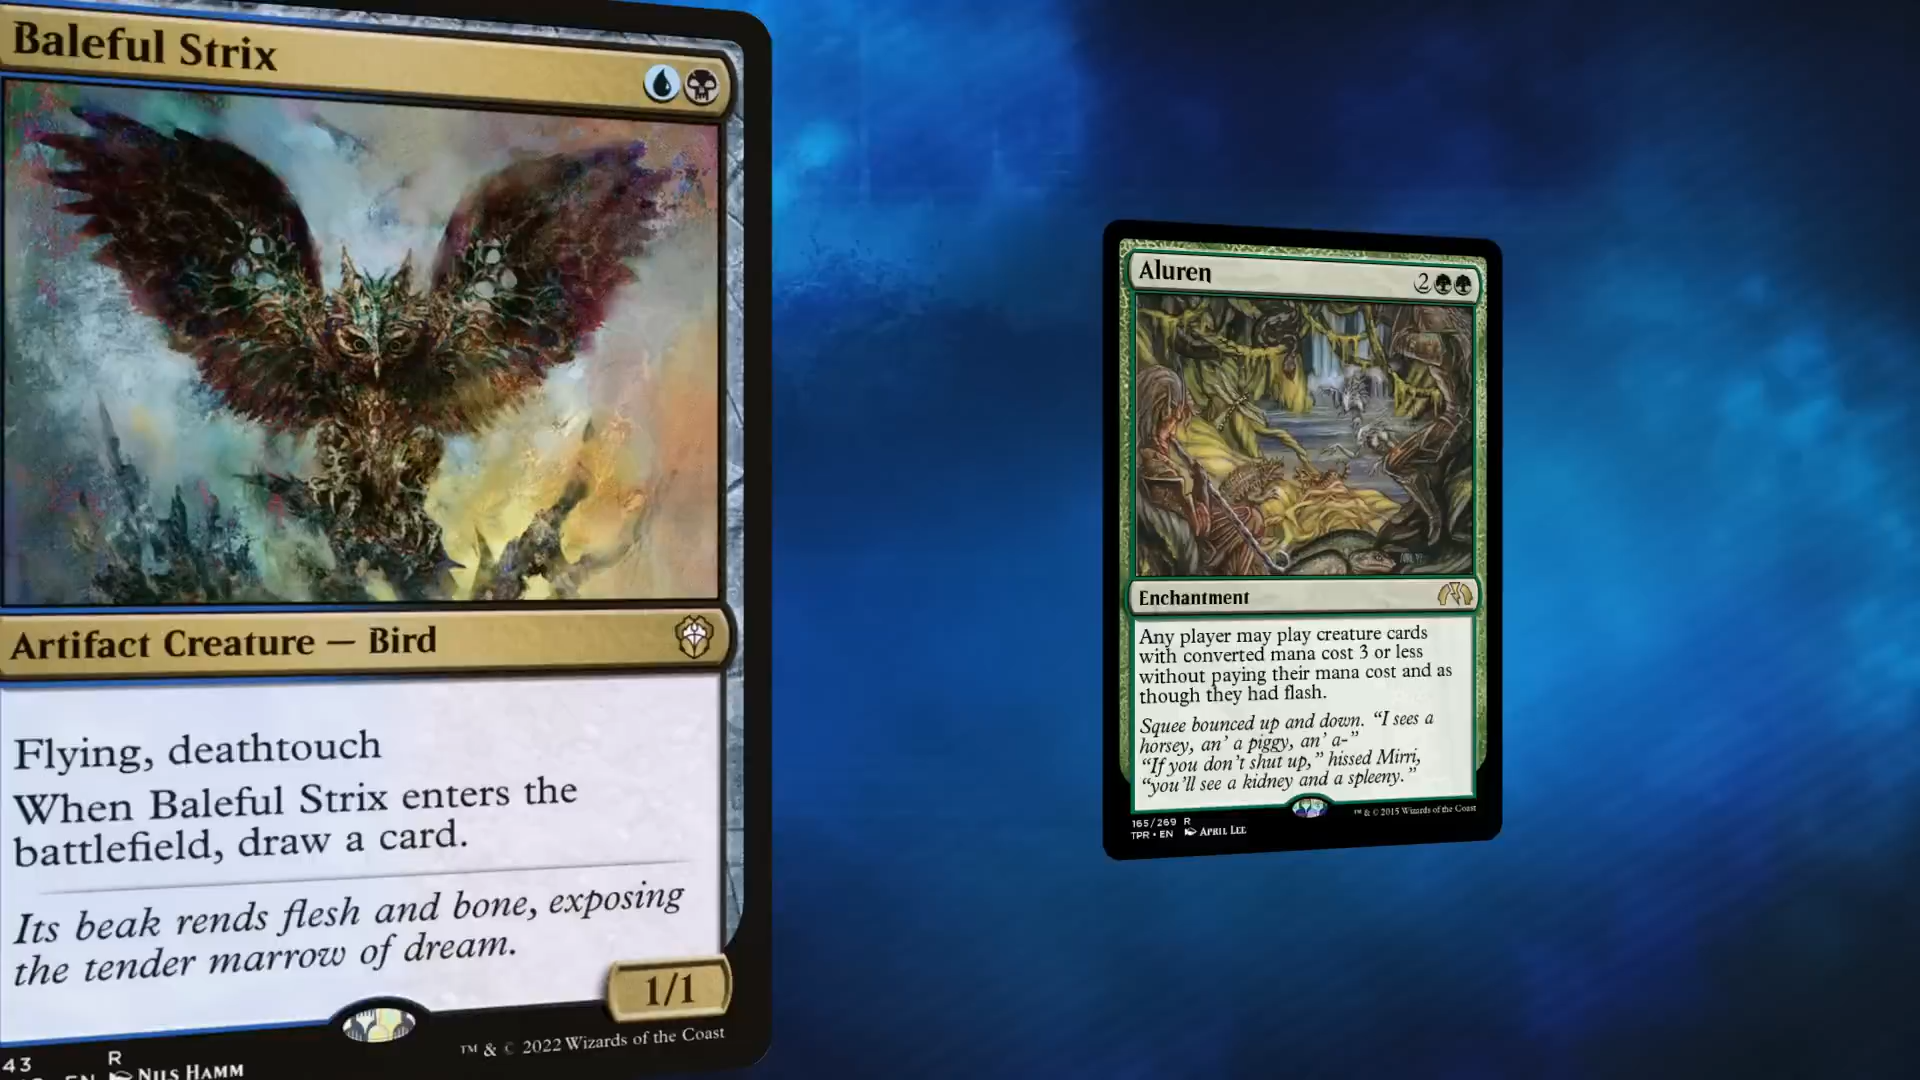 Baleful Strix
Artifact Creature — Bird
Flying, deathtouch
When Baleful Strix enters the
battlefield, draw a card.
Its beak rends flesh and bone, exposing
the tender marrow of dream.
1/1
™ & © 2022 Wizards of the Coast
43 R
EN NILS HAMM
Aluren 2
Enchantment
Any player may play creature cards
with converted mana cost 3 or less
without paying their mana cost and as
though they had flash.
Squee bounced up and down. “I sees a
horsey, an’ a piggy, an’ a-”
“If you don’t shut up,” hissed Mirri,
“you’ll see a kidney and a spleeny.”
165/269 R
TPR • EN APRIL LEE
™ & © 2015 Wizards of the Coast